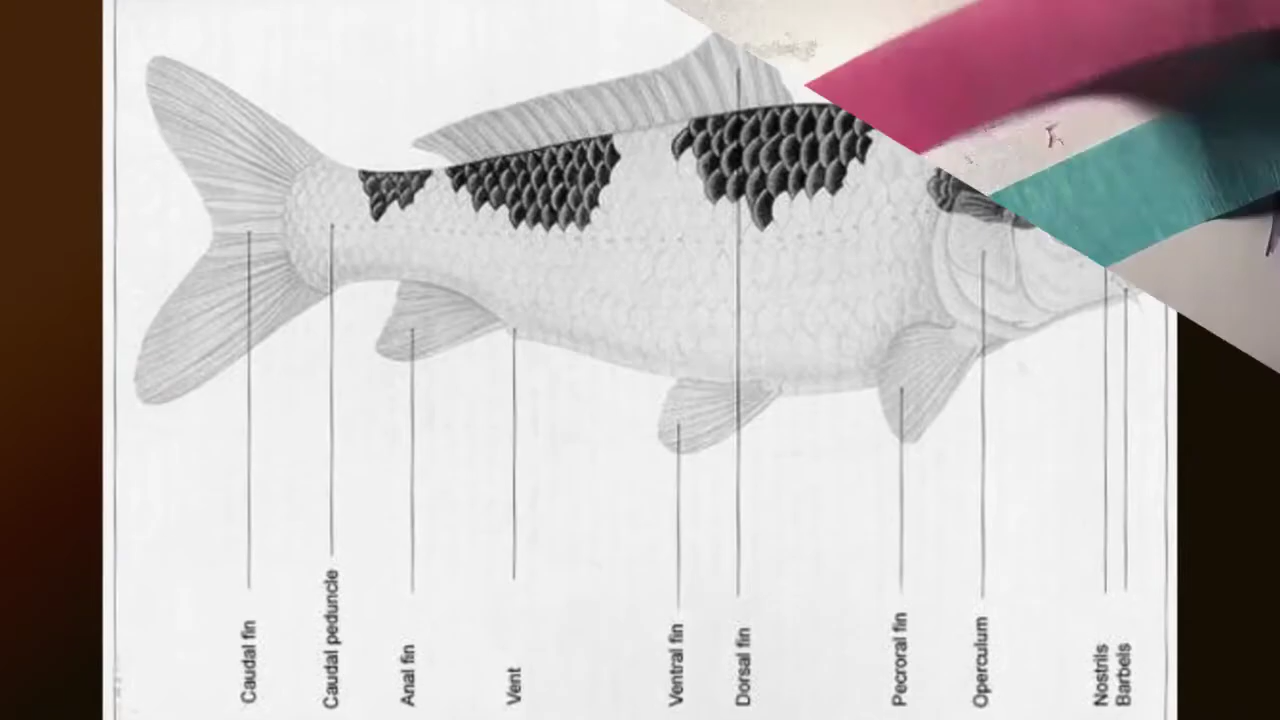 Caudal fin
Caudal peduncle
Anal fin
Vent
Ventral fin
Dorsal fin
Pecroral fin
Operculum
Nostrils
Barbels